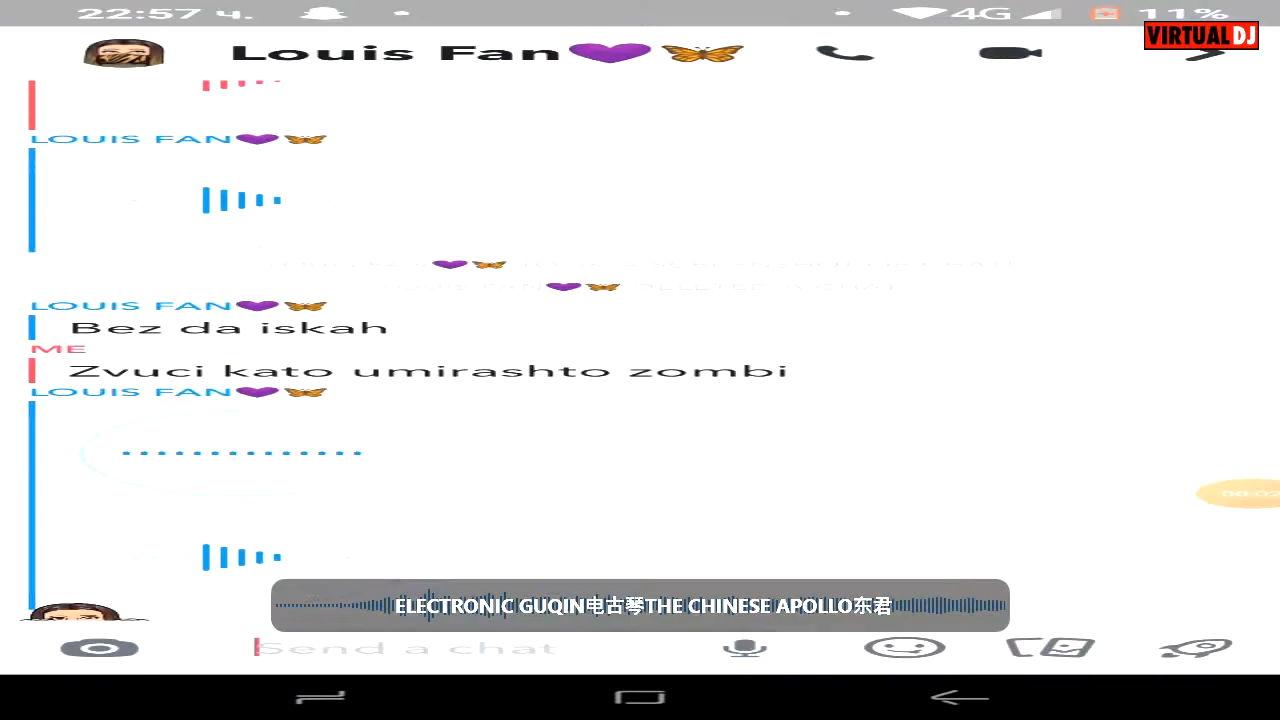 22:57 ч.
4G
11%
VIRTUAL DJ
Louis Fan💜🦋
LOUIS FAN💜🦋
LOUIS FAN💜🦋
Bez da iskah
ME
Zvuci kato umirashto zombi
LOUIS FAN💜🦋
ELECTRONIC GUQIN电古琴THE CHINESE APOLLO东君
Send a chat